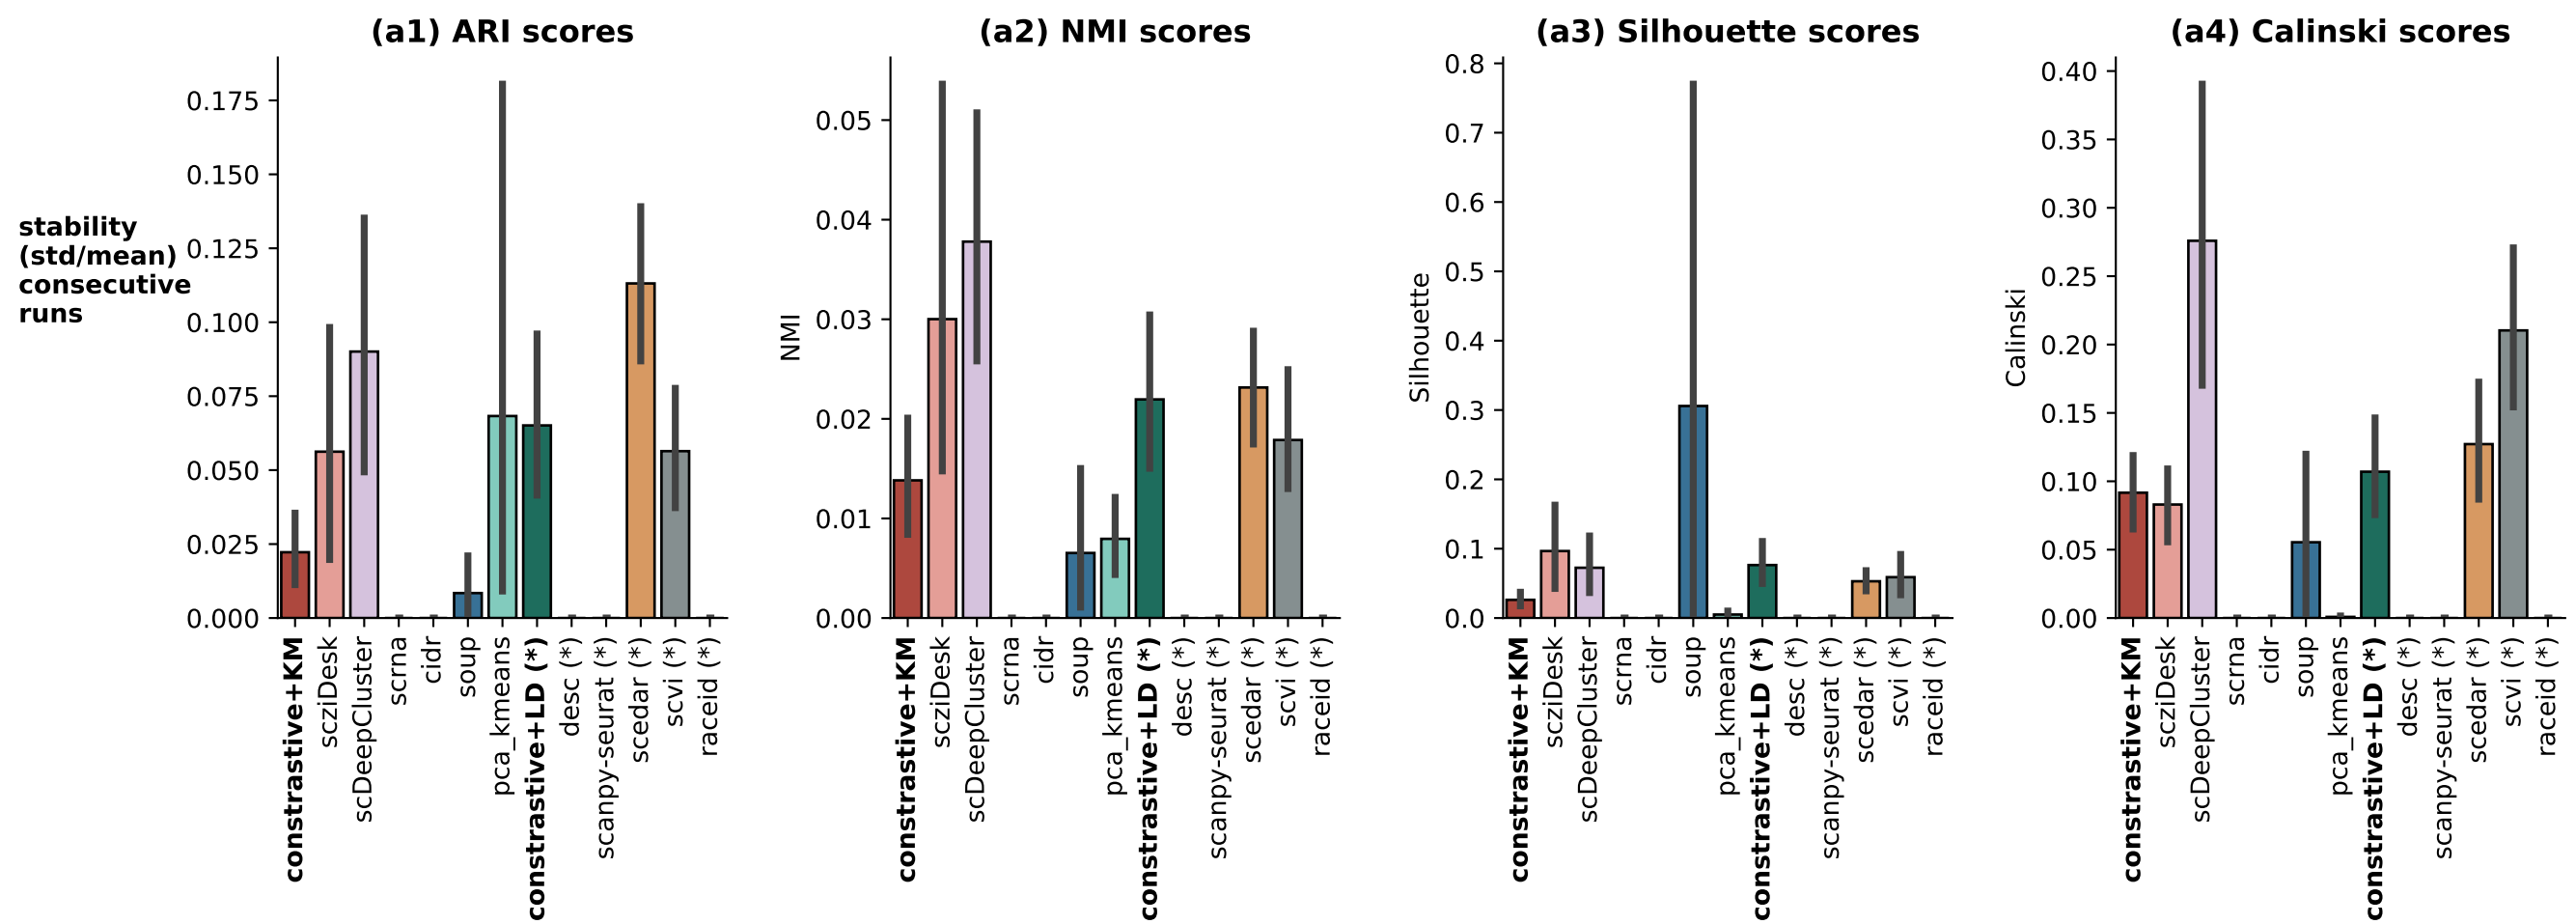 (a1) ARI scores
(a2) NMI scores
(a3) Silhouette scores
(a4) Calinski scores
stability
(std/mean)
consecutive
runs
0.175
0.150
0.125
0.100
0.075
0.050
0.025
0.000
constrastive+KM
scziDesk
scDeepCluster
scrna
cidr
soup
pca_kmeans
constrastive+LD (*)
desc (*)
scanpy-seurat (*)
scedar (*)
scvi (*)
raceid (*)
NMI
0.05
0.04
0.03
0.02
0.01
0.00
constrastive+KM
scziDesk
scDeepCluster
scrna
cidr
soup
pca_kmeans
constrastive+LD (*)
desc (*)
scanpy-seurat (*)
scedar (*)
scvi (*)
raceid (*)
Silhouette
0.8
0.7
0.6
0.5
0.4
0.3
0.2
0.1
0.0
constrastive+KM
scziDesk
scDeepCluster
scrna
cidr
soup
pca_kmeans
constrastive+LD (*)
desc (*)
scanpy-seurat (*)
scedar (*)
scvi (*)
raceid (*)
Calinski
0.40
0.35
0.30
0.25
0.20
0.15
0.10
0.05
0.00
constrastive+KM
scziDesk
scDeepCluster
scrna
cidr
soup
pca_kmeans
constrastive+LD (*)
desc (*)
scanpy-seurat (*)
scedar (*)
scvi (*)
raceid (*)